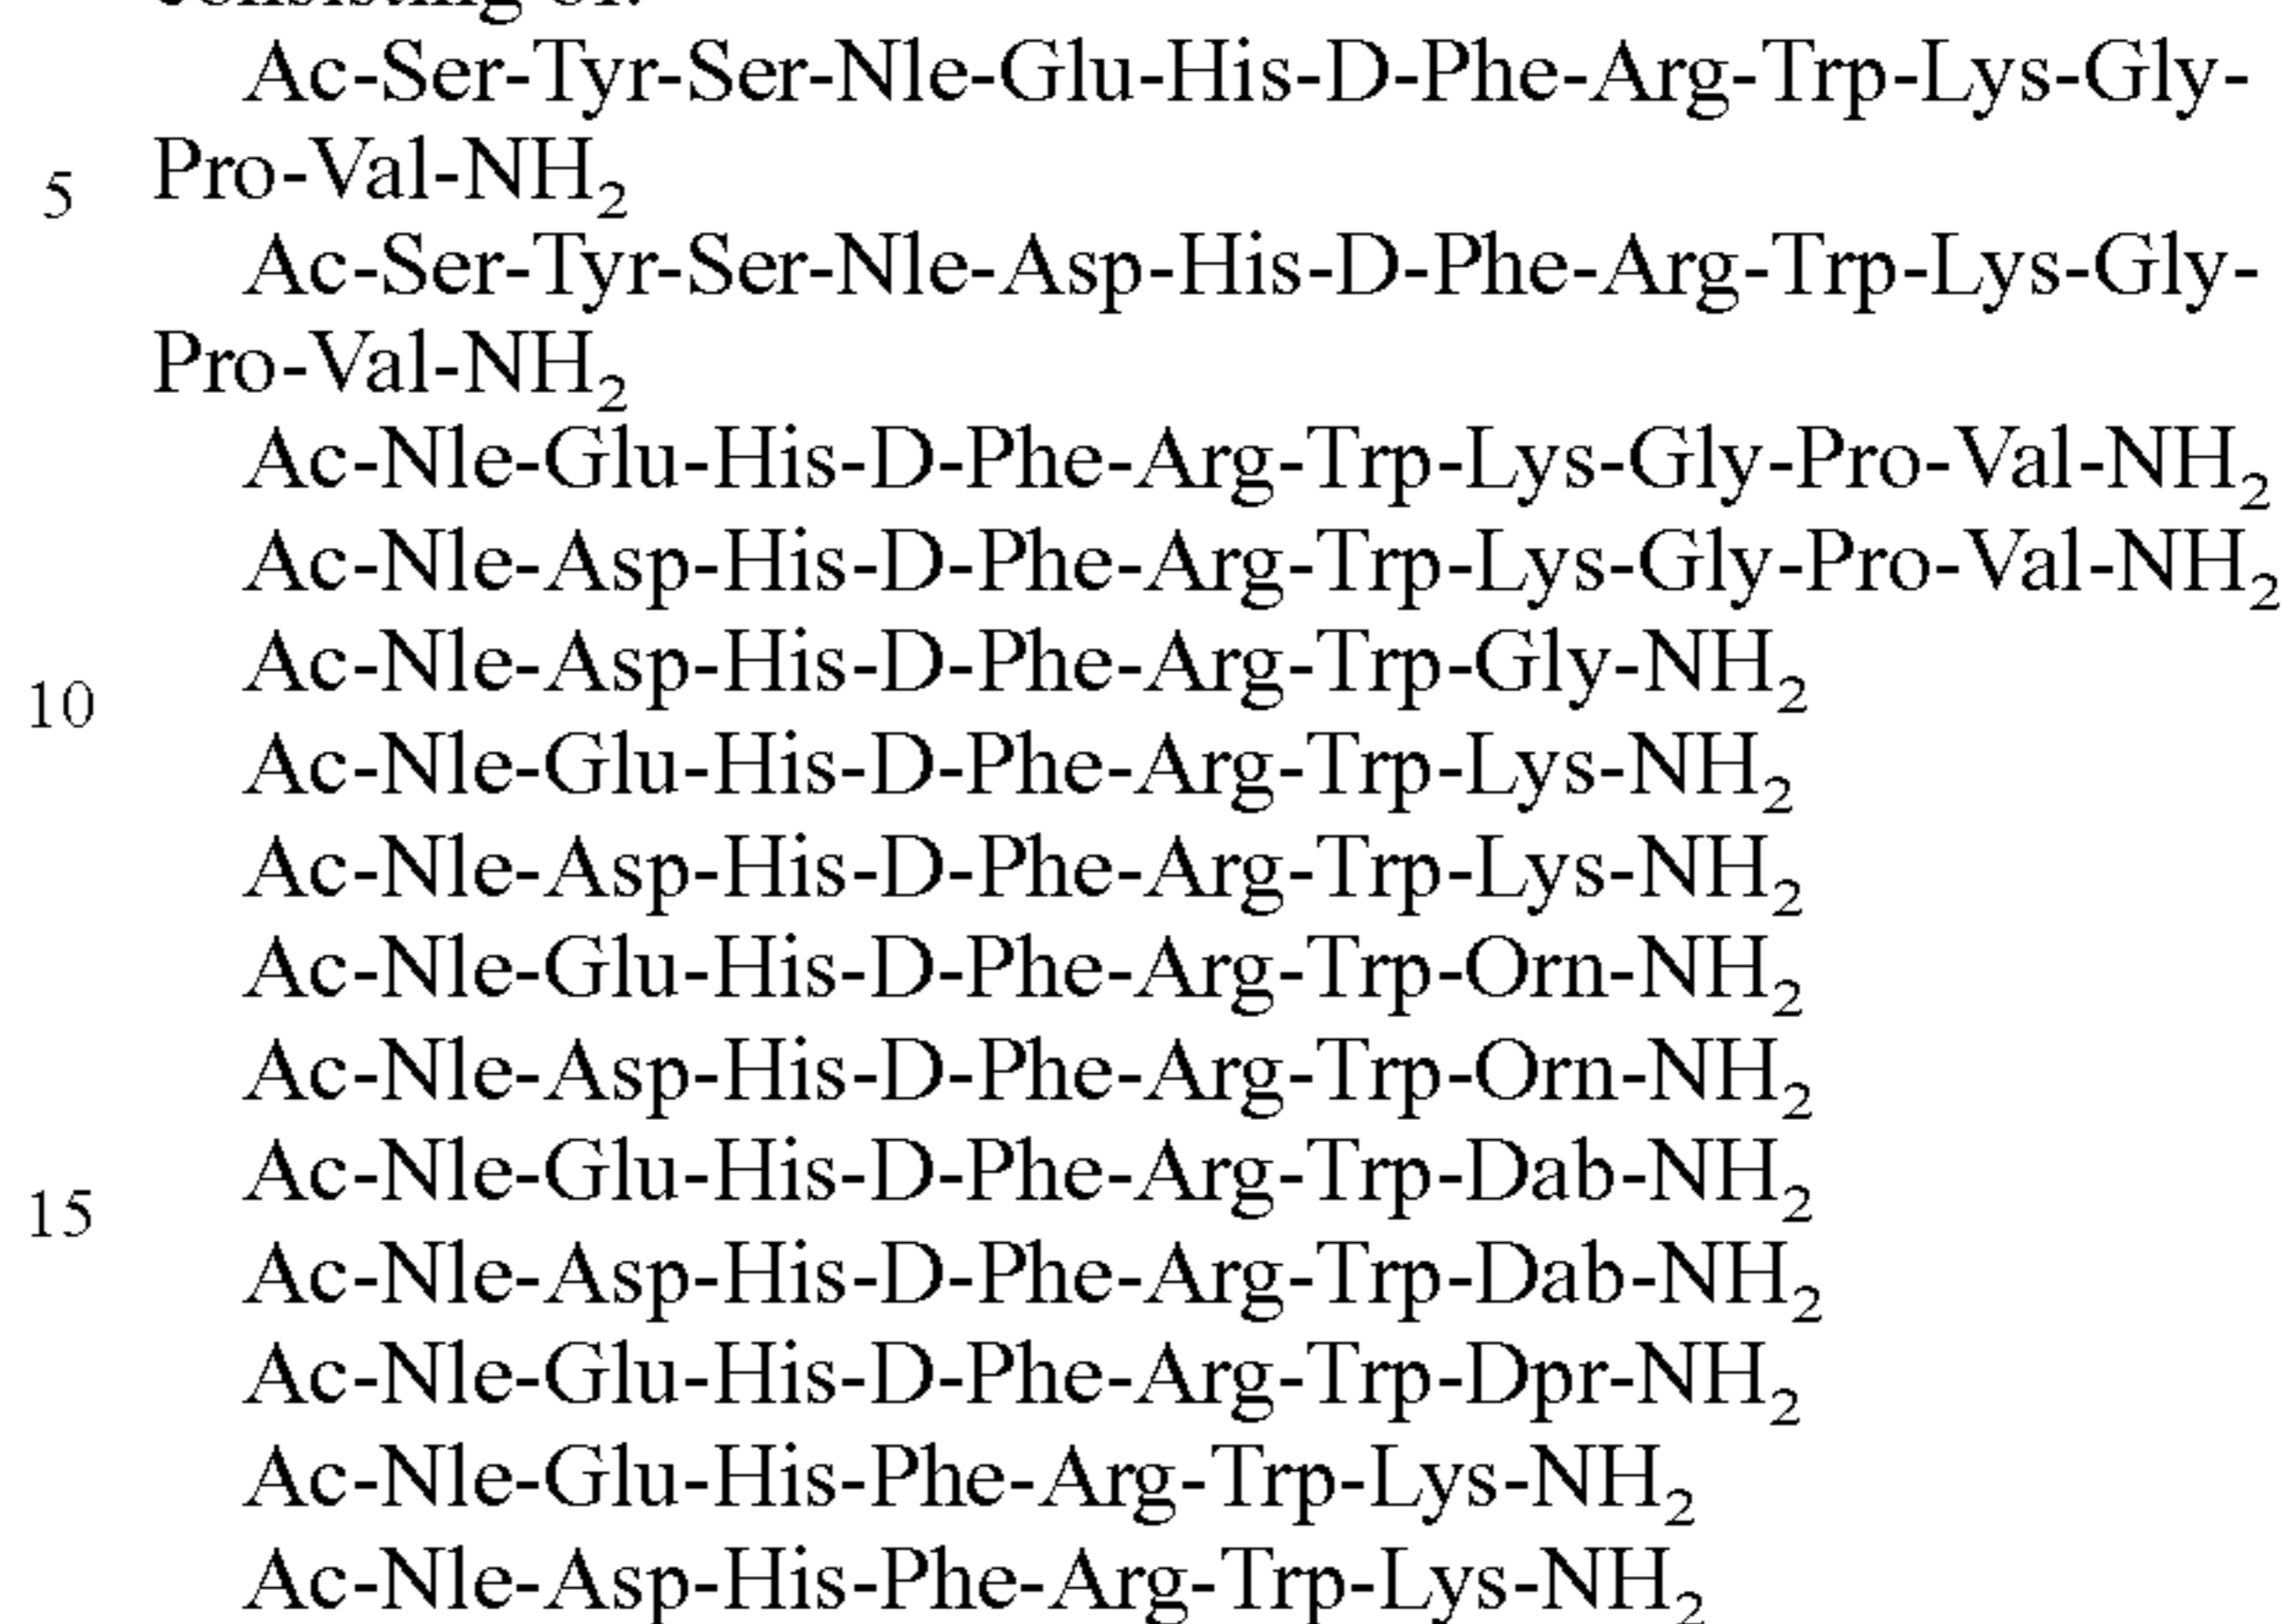 consisting of:
Ac-Ser-Tyr-Ser-Nle-Glu-His-D-Phe-Arg-Trp-Lys-Gly-
5 Pro-Val-NH₂
Ac-Ser-Tyr-Ser-Nle-Asp-His-D-Phe-Arg-Trp-Lys-Gly-
Pro-Val-NH₂
Ac-Nle-Glu-His-D-Phe-Arg-Trp-Lys-Gly-Pro-Val-NH₂
Ac-Nle-Asp-His-D-Phe-Arg-Trp-Lys-Gly-Pro-Val-NH₂
10 Ac-Nle-Asp-His-D-Phe-Arg-Trp-Gly-NH₂
Ac-Nle-Glu-His-D-Phe-Arg-Trp-Lys-NH₂
Ac-Nle-Asp-His-D-Phe-Arg-Trp-Lys-NH₂
Ac-Nle-Glu-His-D-Phe-Arg-Trp-Orn-NH₂
Ac-Nle-Asp-His-D-Phe-Arg-Trp-Orn-NH₂
15 Ac-Nle-Glu-His-D-Phe-Arg-Trp-Dab-NH₂
Ac-Nle-Asp-His-D-Phe-Arg-Trp-Dab-NH₂
Ac-Nle-Glu-His-D-Phe-Arg-Trp-Dpr-NH₂
Ac-Nle-Glu-His-Phe-Arg-Trp-Lys-NH₂
Ac-Nle-Asp-His-Phe-Arg-Trp-Lys-NH₂